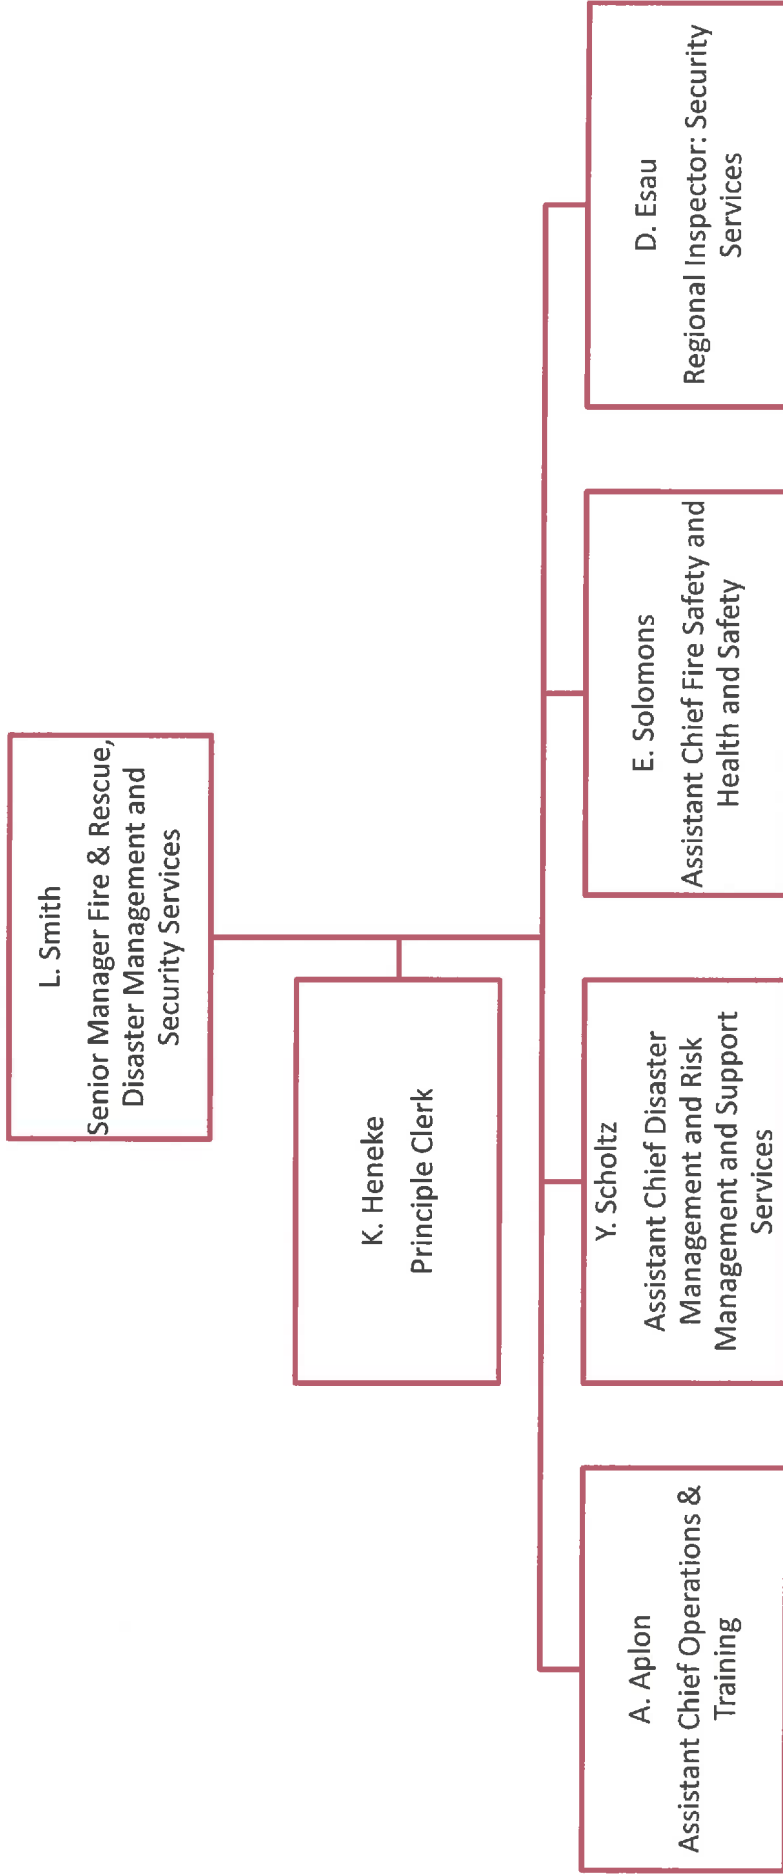 L. Smith
Senior Manager Fire & Rescue,
Disaster Management and
Security Services
K. Heneke
Principle Clerk
A. Aplon
Assistant Chief Operations &
Training
Y. Scholtz
Assistant Chief Disaster
Management and Risk
Management and Support
Services
E. Solomons
Assistant Chief Fire Safety and
Health and Safety
D. Esau
Regional Inspector: Security
Services